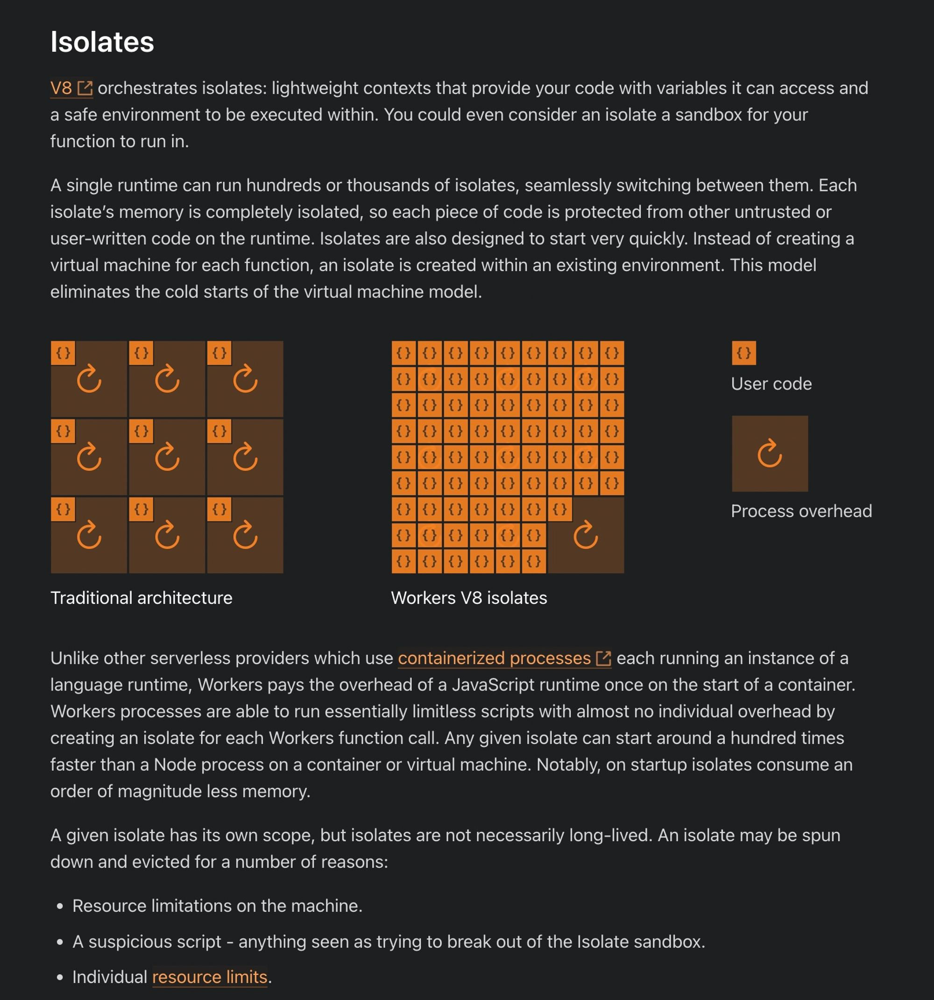 Isolates
V8 orchestrates isolates: lightweight contexts that provide your code with variables it can access and
a safe environment to be executed within. You could even consider an isolate a sandbox for your
function to run in.
A single runtime can run hundreds or thousands of isolates, seamlessly switching between them. Each
isolate’s memory is completely isolated, so each piece of code is protected from other untrusted or
user-written code on the runtime. Isolates are also designed to start very quickly. Instead of creating a
virtual machine for each function, an isolate is created within an existing environment. This model
eliminates the cold starts of the virtual machine model.
{} {} {}
{} {} {}
{} {} {}
Traditional architecture
{} {} {} {} {} {} {} {} {}
{} {} {} {} {} {} {} {} {}
{} {} {} {} {} {} {} {} {}
{} {} {} {} {} {} {} {} {}
{} {} {} {} {} {} {} {} {}
{} {} {} {} {} {} {} {} {}
{} {} {} {} {} {} {}
{} {} {} {} {} {}
{} {} {} {} {} {}
Workers V8 isolates
{}
User code
Process overhead
Unlike other serverless providers which use containerized processes each running an instance of a
language runtime, Workers pays the overhead of a JavaScript runtime once on the start of a container.
Workers processes are able to run essentially limitless scripts with almost no individual overhead by
creating an isolate for each Workers function call. Any given isolate can start around a hundred times
faster than a Node process on a container or virtual machine. Notably, on startup isolates consume an
order of magnitude less memory.
A given isolate has its own scope, but isolates are not necessarily long-lived. An isolate may be spun
down and evicted for a number of reasons:
• Resource limitations on the machine.
• A suspicious script - anything seen as trying to break out of the Isolate sandbox.
• Individual resource limits.